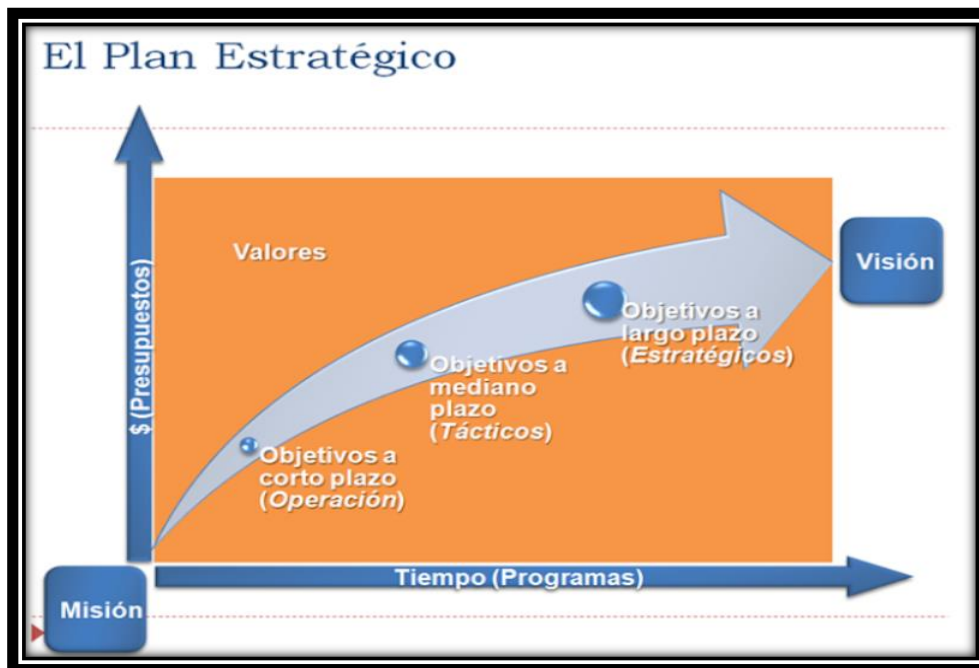 El Plan Estratégico
$ (Presupuestos)
Valores
Visión
Objetivos a
largo plazo
(Estratégicos)
Objetivos a
mediano
plazo
(Tácticos)
Objetivos a
corto plazo
(Operación)
Tiempo (Programas)
Misión